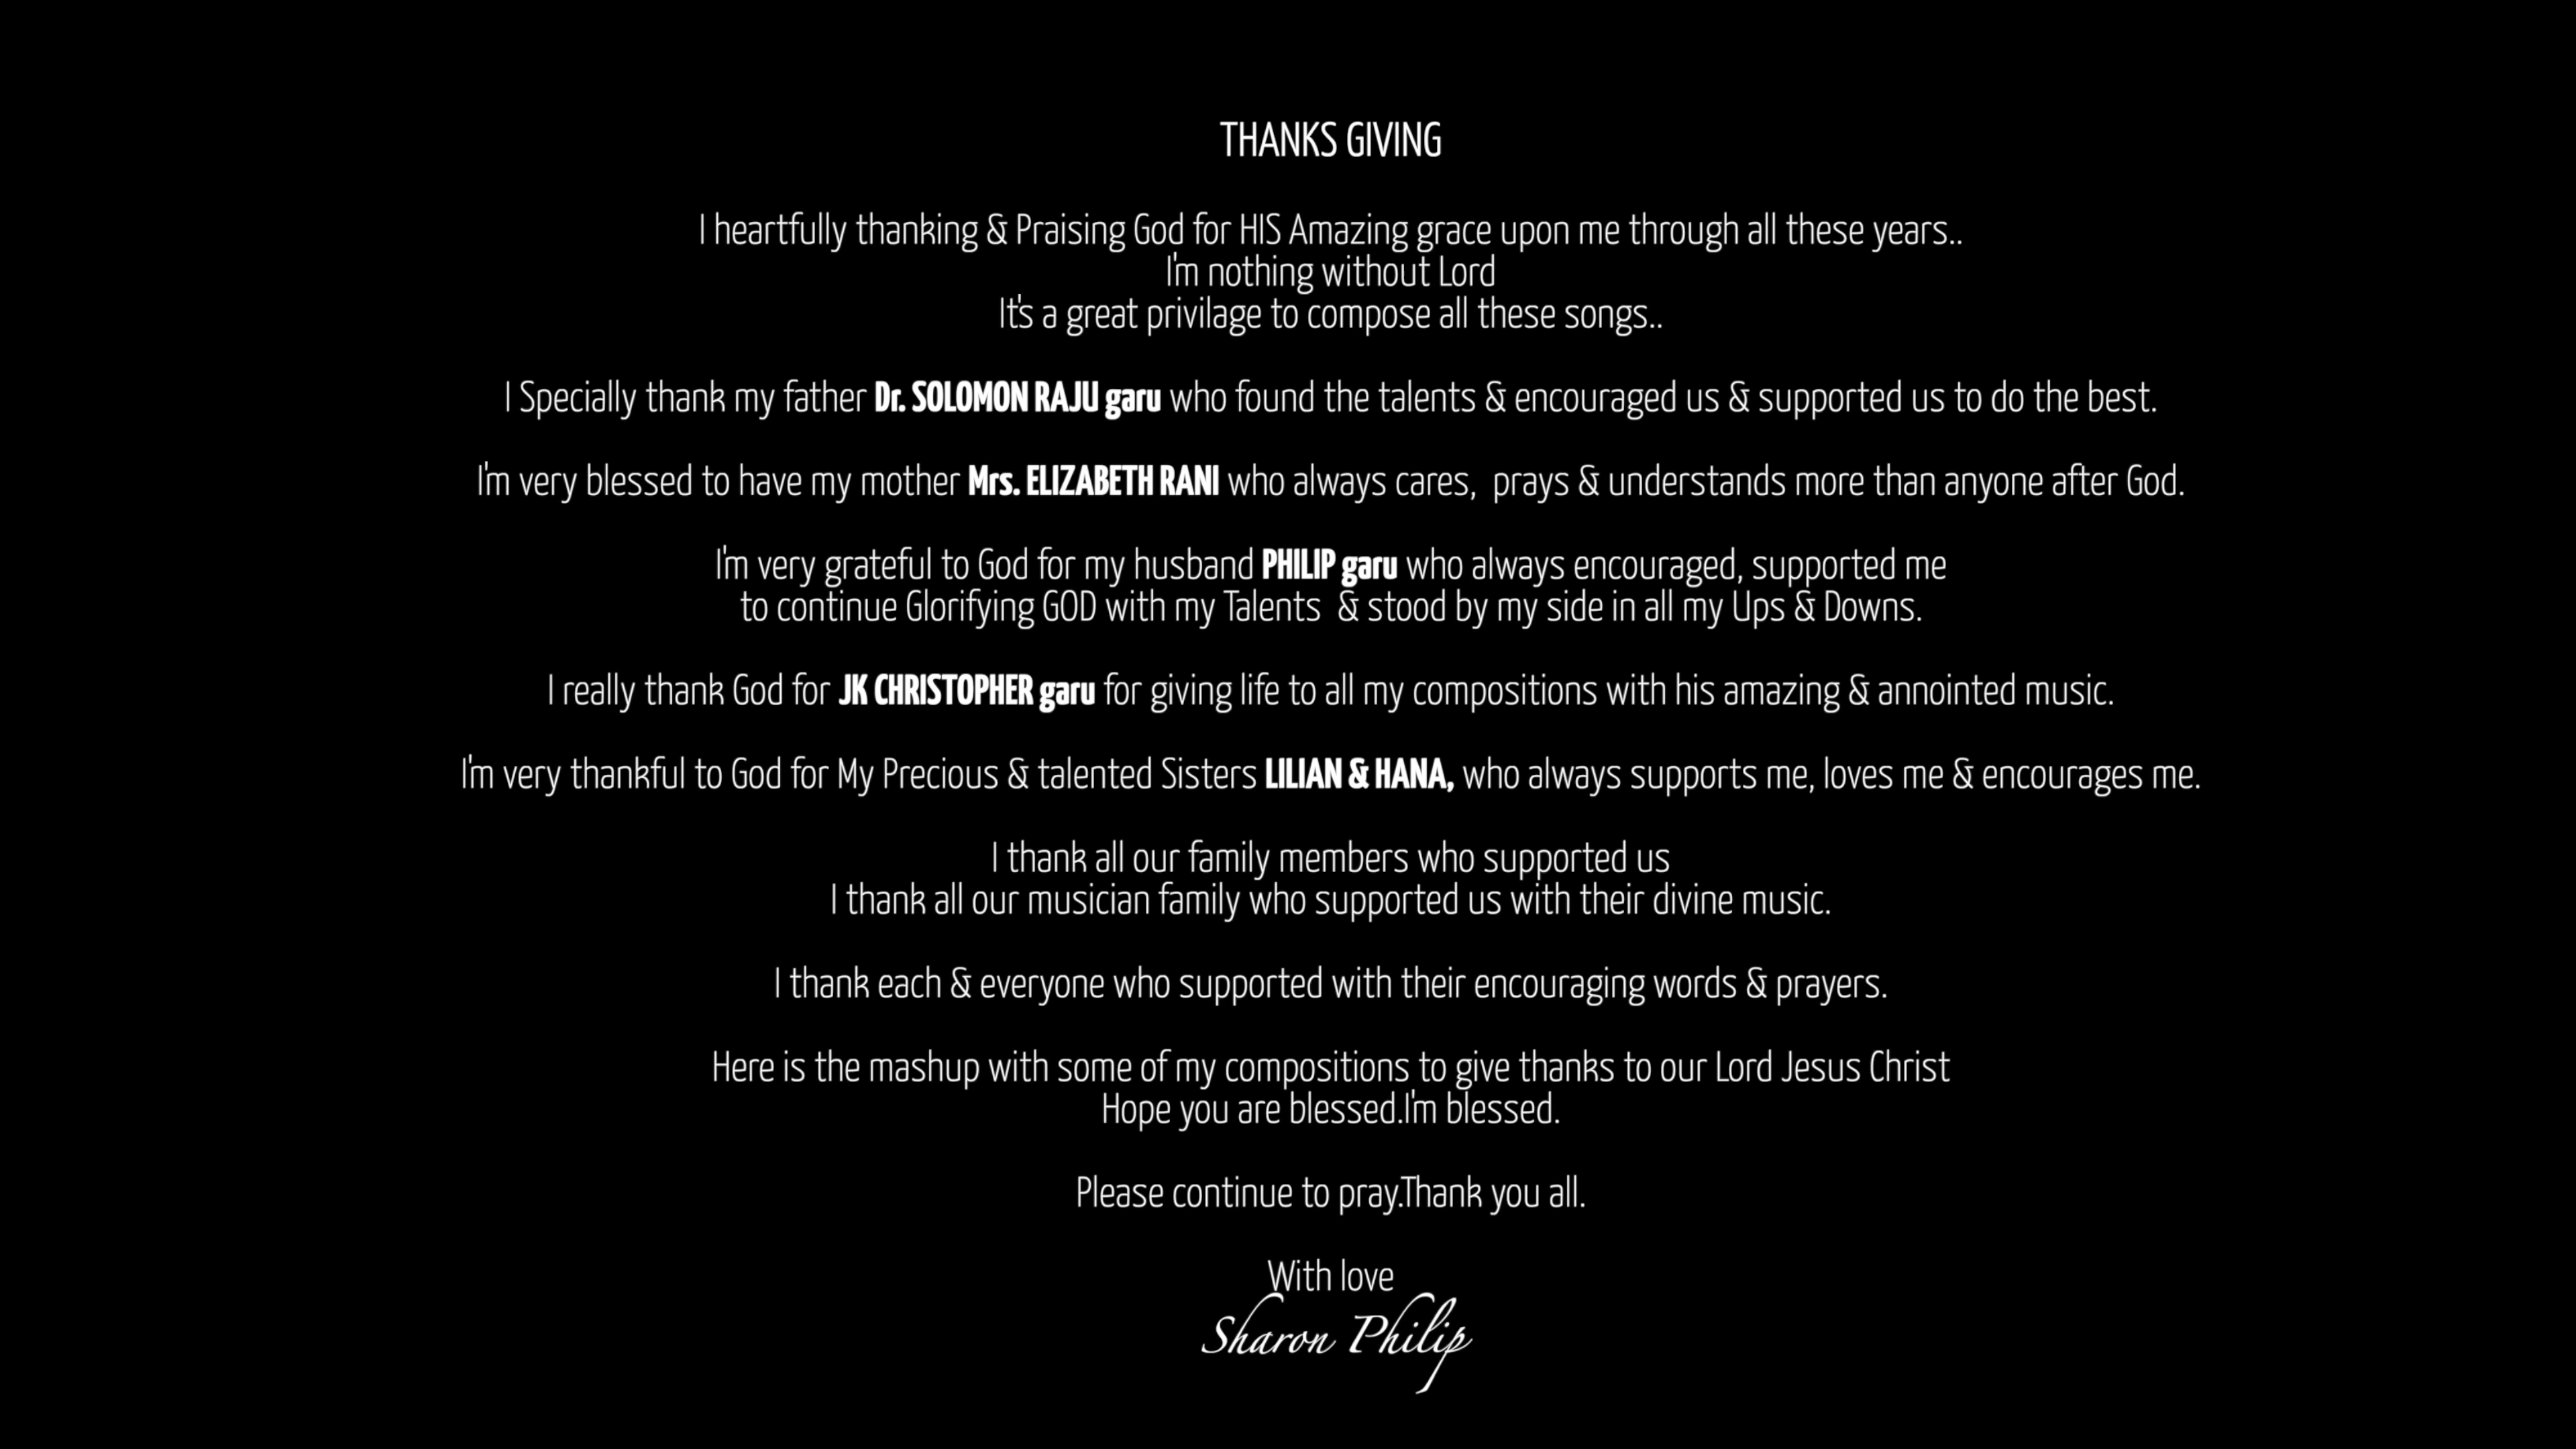 THANKS GIVING
I heartfully thanking & Praising God for HIS Amazing grace upon me through all these years..
I'm nothing without Lord
It's a great privilage to compose all these songs..
I Specially thank my father Dr. SOLOMON RAJU garu who found the talents & encouraged us & supported us to do the best.
I'm very blessed to have my mother Mrs. ELIZABETH RANI who always cares,  prays & understands more than anyone after God.
I'm very grateful to God for my husband PHILIP garu who always encouraged, supported me
to continue Glorifying GOD with my Talents  & stood by my side in all my Ups & Downs.
I really thank God for JK CHRISTOPHER garu for giving life to all my compositions with his amazing & annointed music.
I'm very thankful to God for My Precious & talented Sisters LILIAN & HANA, who always supports me, loves me & encourages me.
I thank all our family members who supported us
I thank all our musician family who supported us with their divine music.
I thank each & everyone who supported with their encouraging words & prayers.
Here is the mashup with some of my compositions to give thanks to our Lord Jesus Christ
Hope you are blessed.I'm blessed.
Please continue to pray.Thank you all.
With love
Sharon Philip